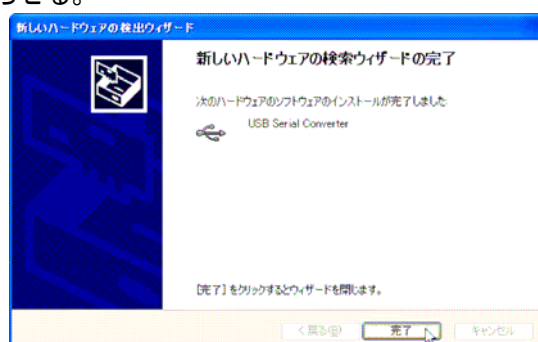 うせる。
新しいハードウェアの検出ウィザード
新しいハードウェアの検索ウィザードの完了
次のハードウェアのソフトウェアのインストールが完了しました
USB Serial Converter
[完了] をクリックするとウィザードを閉じます。
< 戻る(B)
完了
キャンセル